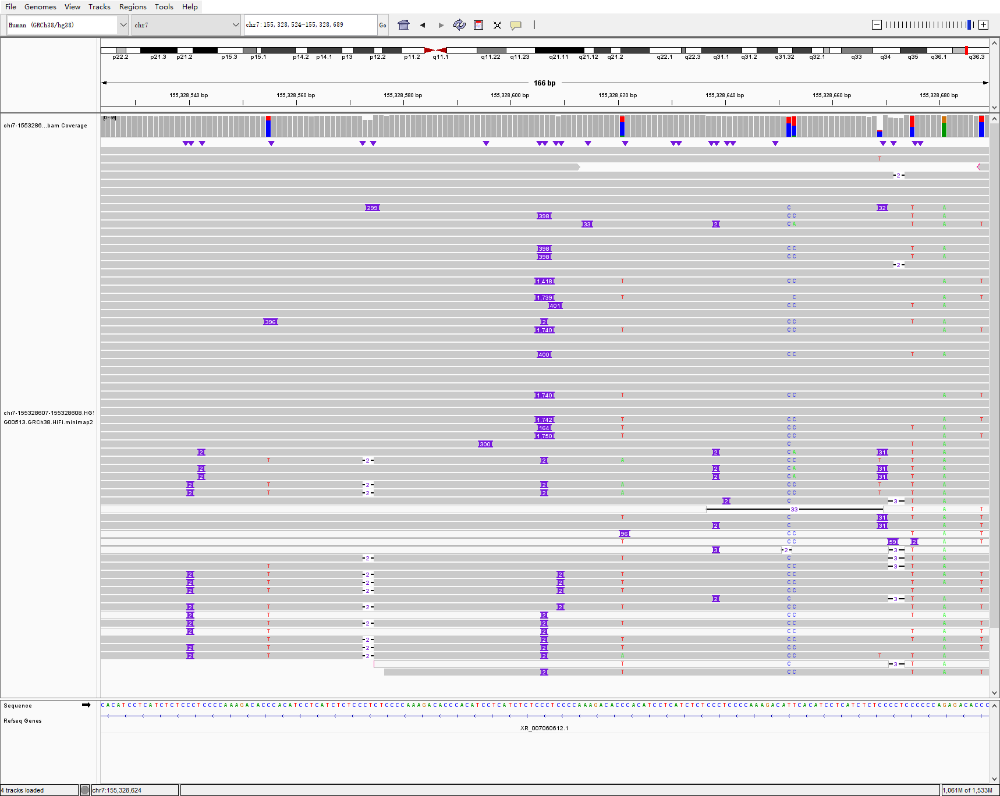 File Genomes View Tracks Regions Tools Help
Human (GRCh38/hg38) chr7 chr7:155,328,524-155,328,689 Go
p22.2 p21.3 p21.2 p15.3 p15.1 p14.2 p14.1 p13 p12.2 p11.2 q11.1 q11.22 q11.23 q21.11 q21.12 q21.2 q22.1 q22.3 q31.1 q31.2 q31.32 q32.1 q33 q34 q35 q36.1 q36.3
166 bp
155,328,540 bp 155,328,560 bp 155,328,580 bp 155,328,600 bp 155,328,620 bp 155,328,640 bp 155,328,660 bp 155,328,680 bp
[0 - 69]
chr7-1553286...bam Coverage
T
2
299 C 32 T A
398 C C T A
33 2 C A T A T
398 C C T A
398 C C T A
2
1,418 T C C A T
1,739 T C A T
401 C C T A
396 2 C C T A
1,740 T C C A T
400 C C T A
1,740 T C C A T
chr7-155328607-155328608.HG
G00513.GRCh38.HiFi.minimap2
1,742 T C C A T
164 T C C T A
1,750 T C C A T
300 C T A
2 2 C A 31 T A
T 2 2 A C C T T A
2 2 C A 31 T A
2 2 C A 31 T A
2 T 2 2 A C C T T A
2 T 2 2 A C C T T A
2 C 3 T A
33 T A T
T C 31 T A T
2 C 31 T A T
96 C C T A T
T C C 59 2 A T
3 2 3 T A
2 T C 3 T A
T C C 3 T A
2 T 2 2 T C C T A T
2 T 2 2 T C C T A T
2 T 2 2 T C C T A T
2 C 3 T A
2 T 2 2 T C C T A T
2 T 2 C C T A
2 T 2 2 T C C A T
2 T 2 C C T A T
T 2 2 T C C T A T
2 T 2 2 T C C A T
2 T 2 2 A C C T T A
T C 3 T A
2 T C C T A T
Sequence
CACATCCTCATCTCTCCCTCCCCAAAGACACCCACATCCTCATCTCTCCCTCTCCCCAAAGACACCCACATCCTCATCTCTCCCTCCCCAAAGACACCCACATCCTCATCTCTCCCTCCCCAAAGACATTCACATCCTCATCTCTCCCCTCCCCCCAGAGACACCC
Refseq Genes
XR_007060612.1
4 tracks loaded chr7:155,328,624 1,061M of 1,533M